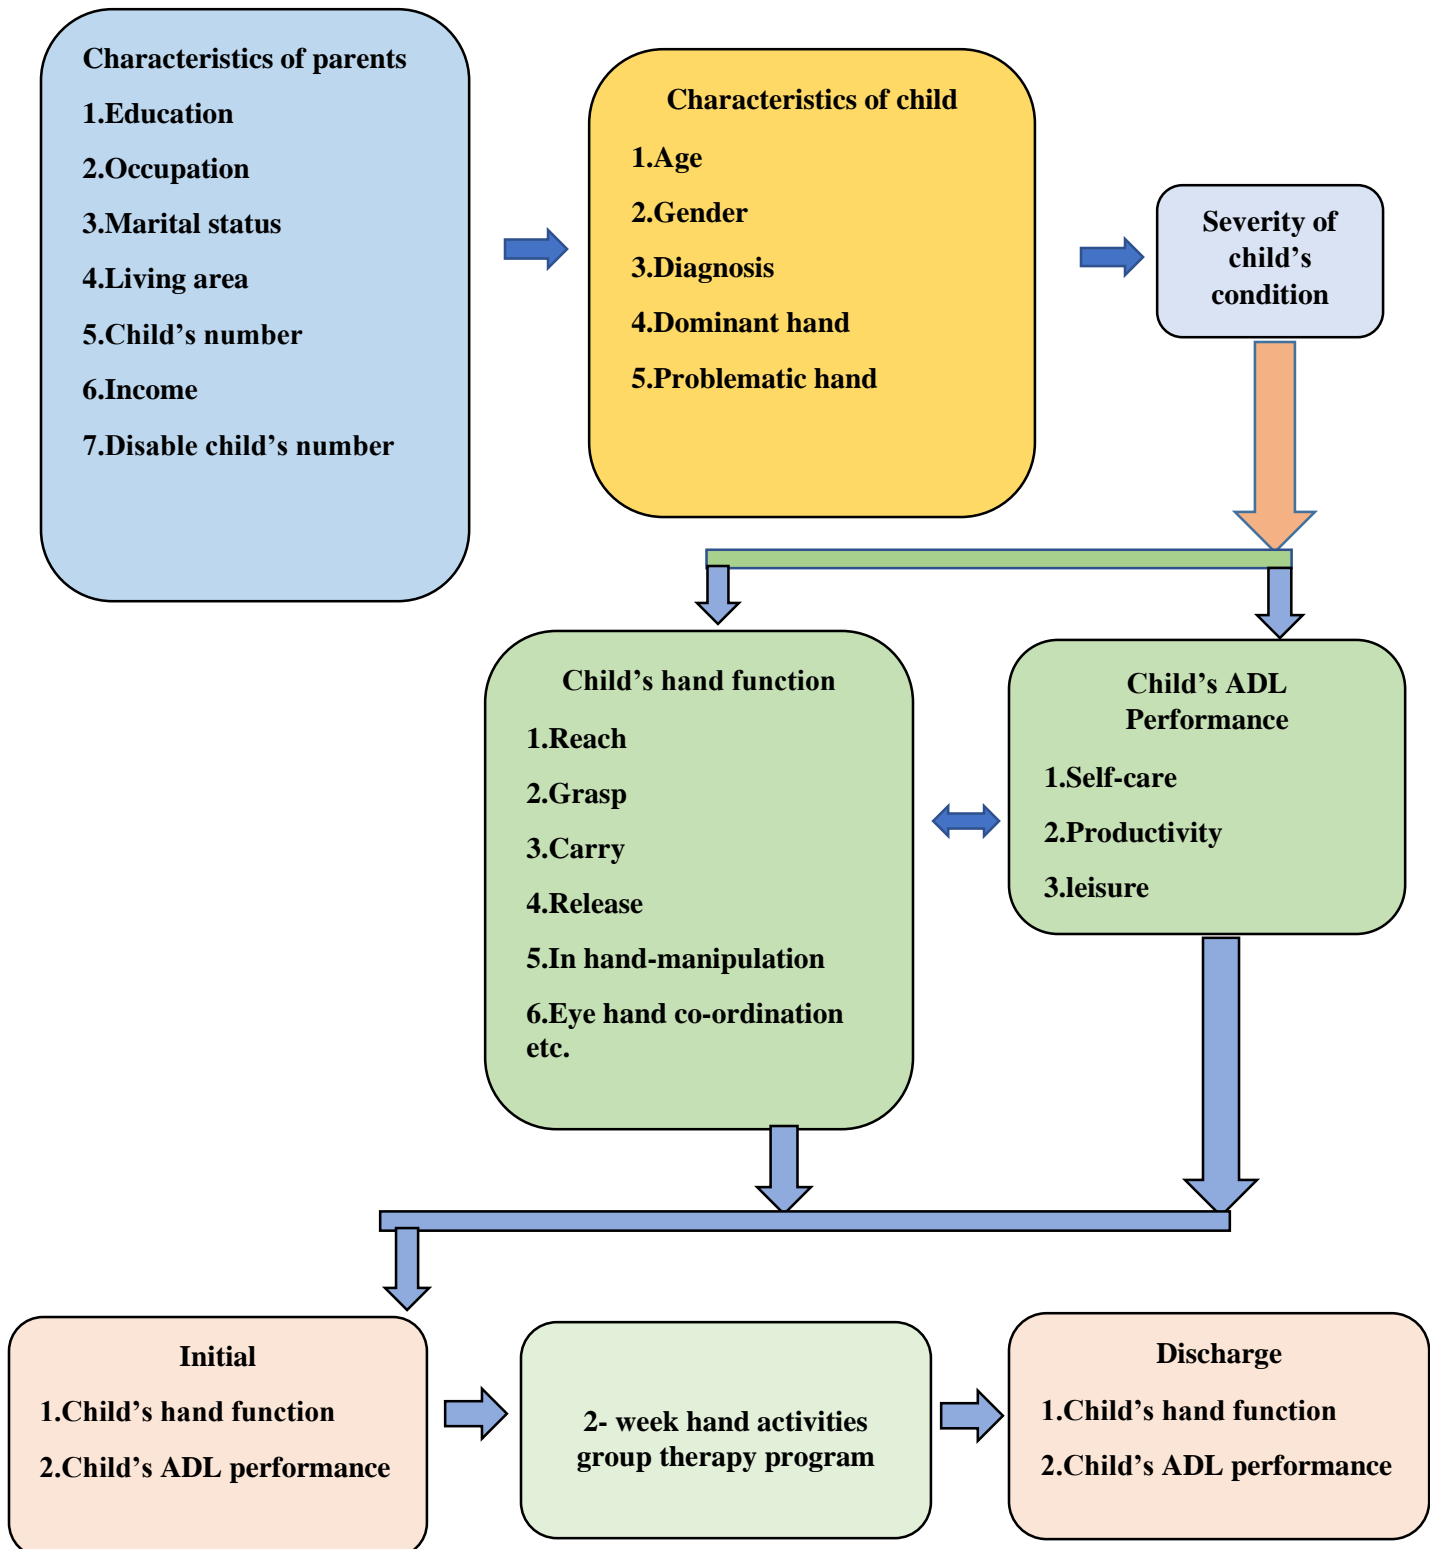 Characteristics of parents
1.Education
2.Occupation
3.Marital status
4.Living area
5.Child’s number
6.Income
7.Disable child’s number
Characteristics of child
1.Age
2.Gender
3.Diagnosis
4.Dominant hand
5.Problematic hand
Severity of
child’s
condition
Child’s hand function
1.Reach
2.Grasp
3.Carry
4.Release
5.In hand-manipulation
6.Eye hand co-ordination
etc.
Child’s ADL
Performance
1.Self-care
2.Productivity
3.leisure
Initial
1.Child’s hand function
2.Child’s ADL performance
2- week hand activities
group therapy program
Discharge
1.Child’s hand function
2.Child’s ADL performance